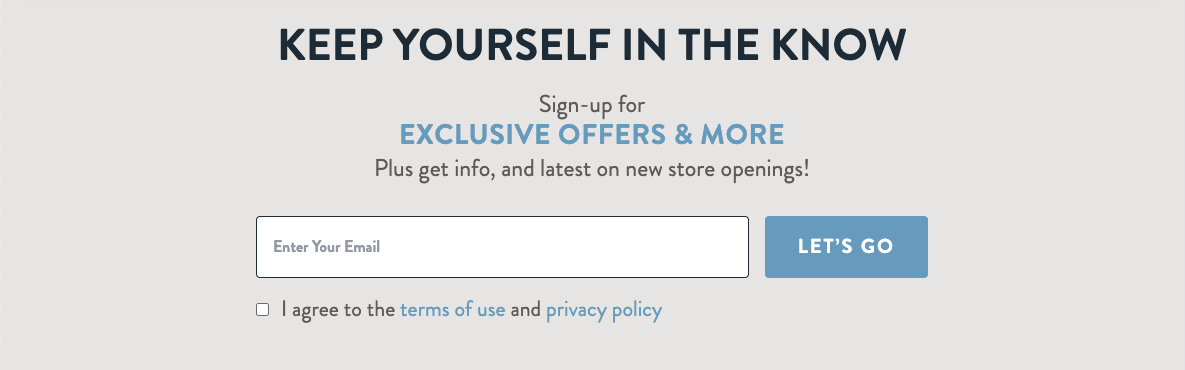 KEEP YOURSELF IN THE KNOW
Sign-up for
EXCLUSIVE OFFERS & MORE
Plus get info, and latest on new store openings!
Enter Your Email
LET'S GO
I agree to the terms of use and privacy policy